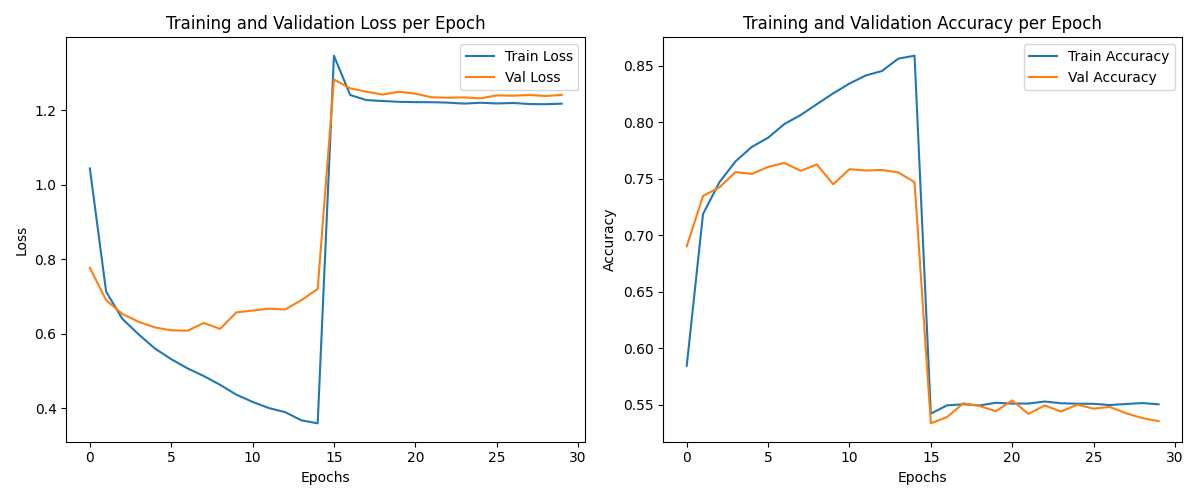 Training and Validation Loss per Epoch
Train Loss
Val Loss
1.2
1.0
0.8
0.6
0.4
Loss
0 5 10 15 20 25 30
Epochs
Training and Validation Accuracy per Epoch
Train Accuracy
Val Accuracy
0.85
0.80
0.75
0.70
0.65
0.60
0.55
Accuracy
0 5 10 15 20 25 30
Epochs